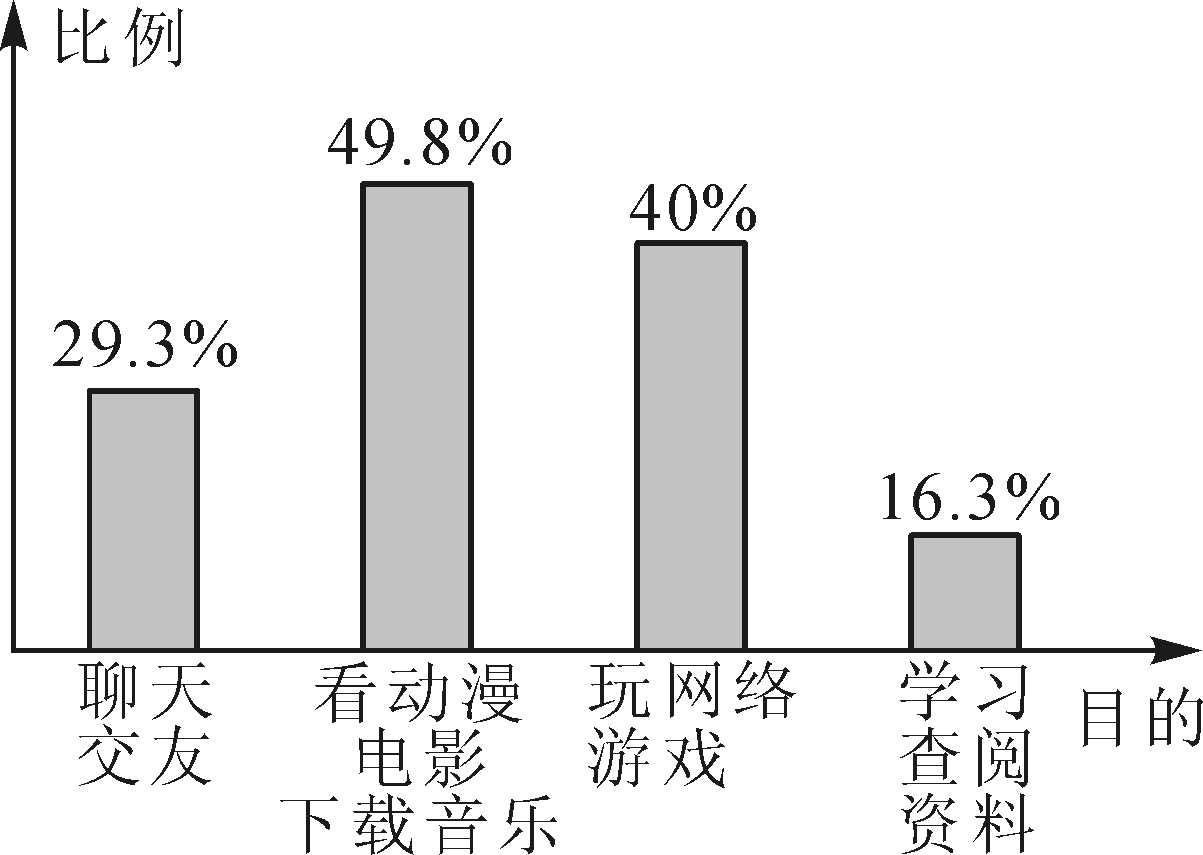 比例
49.8%
40%
29.3%
16.3%
聊天
交友
看动漫
电影
下载音乐
玩网络
游戏
学习
查阅
资料
目的